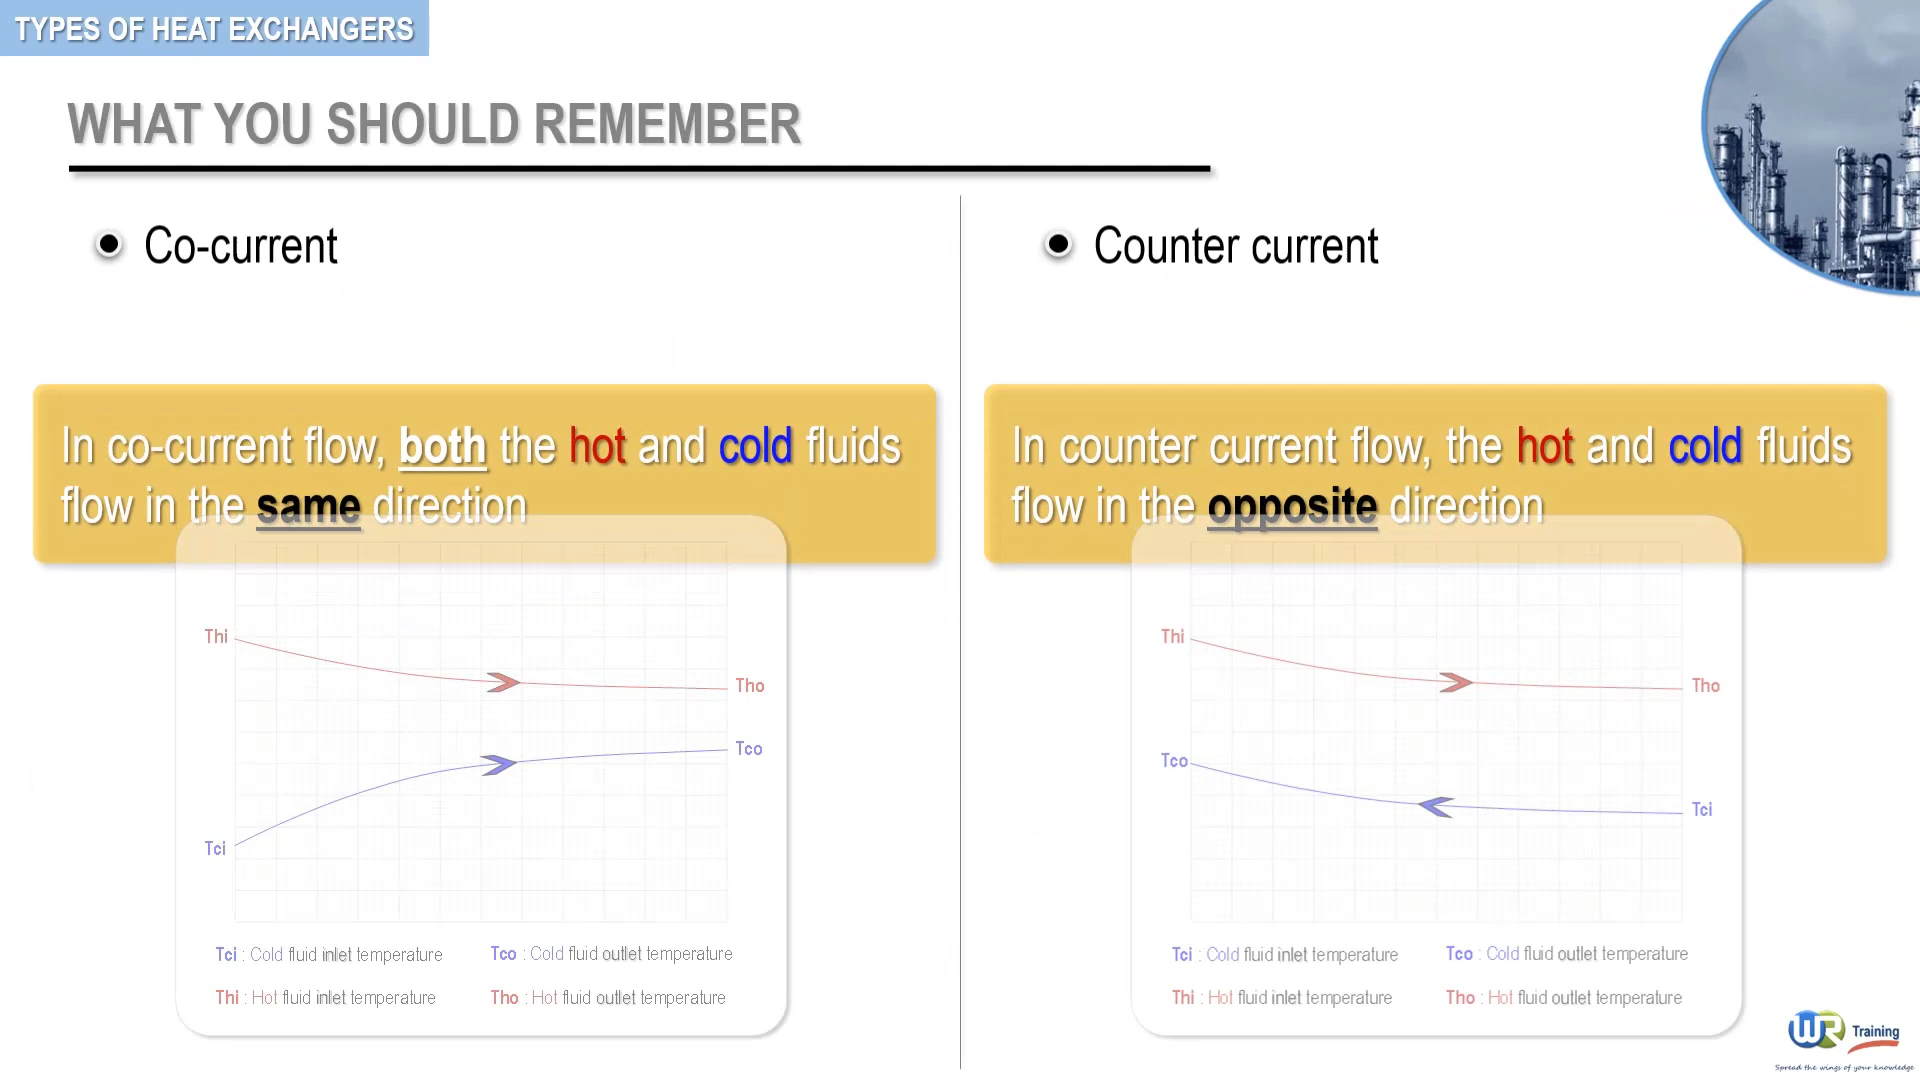 TYPES OF HEAT EXCHANGERS
WHAT YOU SHOULD REMEMBER
Co-current
In co-current flow, both the hot and cold fluids
flow in the same direction
Thi
Tho
Tco
Tci
Tci : Cold fluid inlet temperature
Tco : Cold fluid outlet temperature
Thi : Hot fluid inlet temperature
Tho : Hot fluid outlet temperature
Counter current
In counter current flow, the hot and cold fluids
flow in the opposite direction
Thi
Tho
Tco
Tci
Tci : Cold fluid inlet temperature
Tco : Cold fluid outlet temperature
Thi : Hot fluid inlet temperature
Tho : Hot fluid outlet temperature
WR Training
Spread the wings of your knowledge